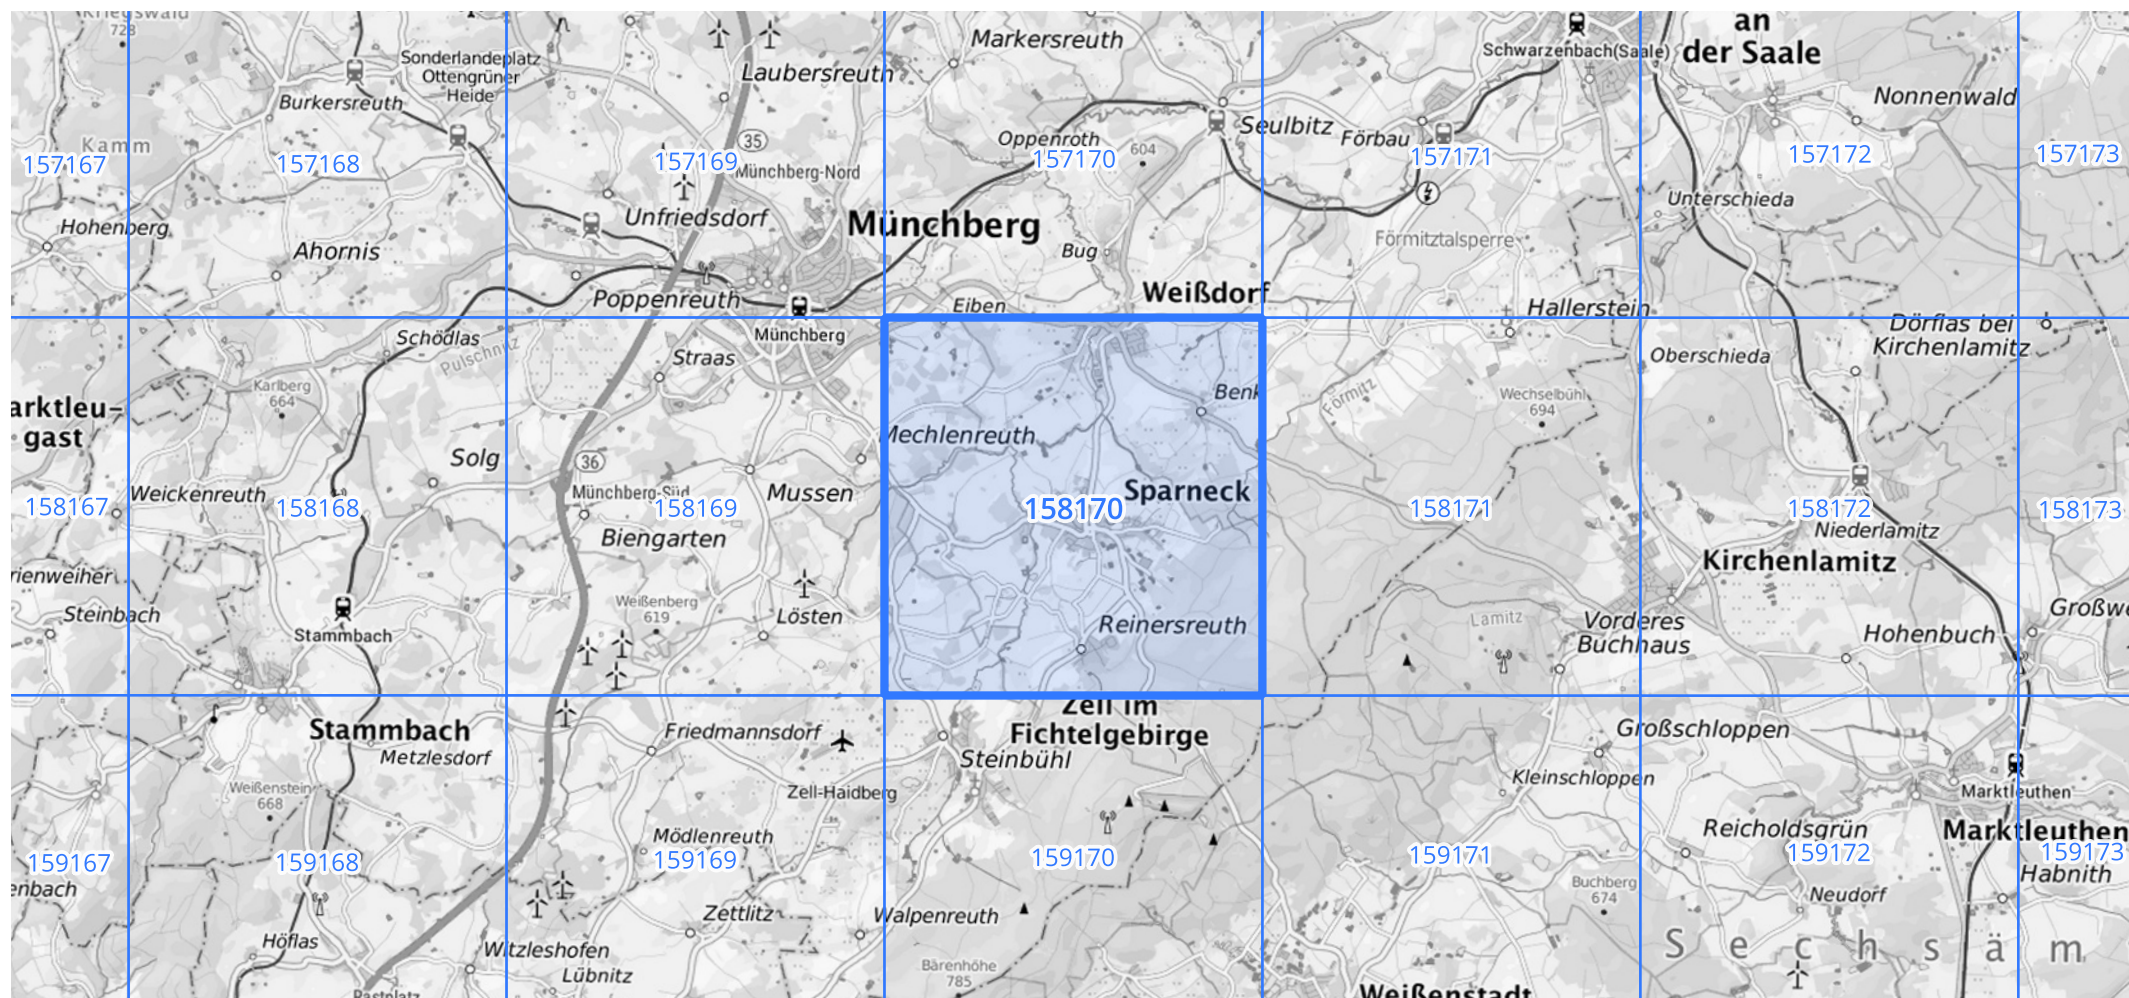 Kriegswald
728
Sonderlandeplatz
Ottengrüner
Heide
Burkersreuth
Kamm
157167
157168
Hohenberg
Ahornis
Laubersreuth
35
157169
Münchberg-Nord
Unfriedsdorf
Poppenreuth
Markersreuth
Oppenroth
604
157170
Münchberg
Bug
Eiben
Weißdorf
Seulbitz
Förbau
157171
Schwarzenbach(Saale)
Förmitztalsperre
Hallerstein
an
der Saale
Nonnenwald
157172
157173
Unterschieda
Schödlas
Pulschnitz
Karlberg
664
arktleu-
gast
Solg
Weickenreuth
158167
158168
rienweiher
Steinbach
Stammbach
Münchberg
Straas
36
Münchberg-Süd
158169
Mussen
Biengarten
Weißenberg
619
Lösten
Benk
Mechlenreuth
Sparneck
158170
Reinersreuth
Förmitz
Wechselbühl
694
158171
Lamitz
Vorderes
Buchhaus
Dörflas bei
Kirchenlamitz
Oberschieda
158172
158173
Niederlamitz
Kirchenlamitz
Hohenbuch
Großwe
Stammbach
Metzlesdorf
Weißenstein
668
159167
159168
enbach
Höflas
Rastplatz
Friedmannsdorf
Zell-Haidberg
Mödlenreuth
159169
Zettlitz
Witzleshofen
Lübnitz
Zell im
Fichtelgebirge
Steinbühl
159170
Walpenreuth
Bärenhöhe
785
Großschloppen
Kleinschloppen
159171
Buchberg
674
Weißenstadt
Marktleuthen
Reicholdsgrün
Marktleuthen
159172
159173
Habnith
Neudorf
S e c h s ä m